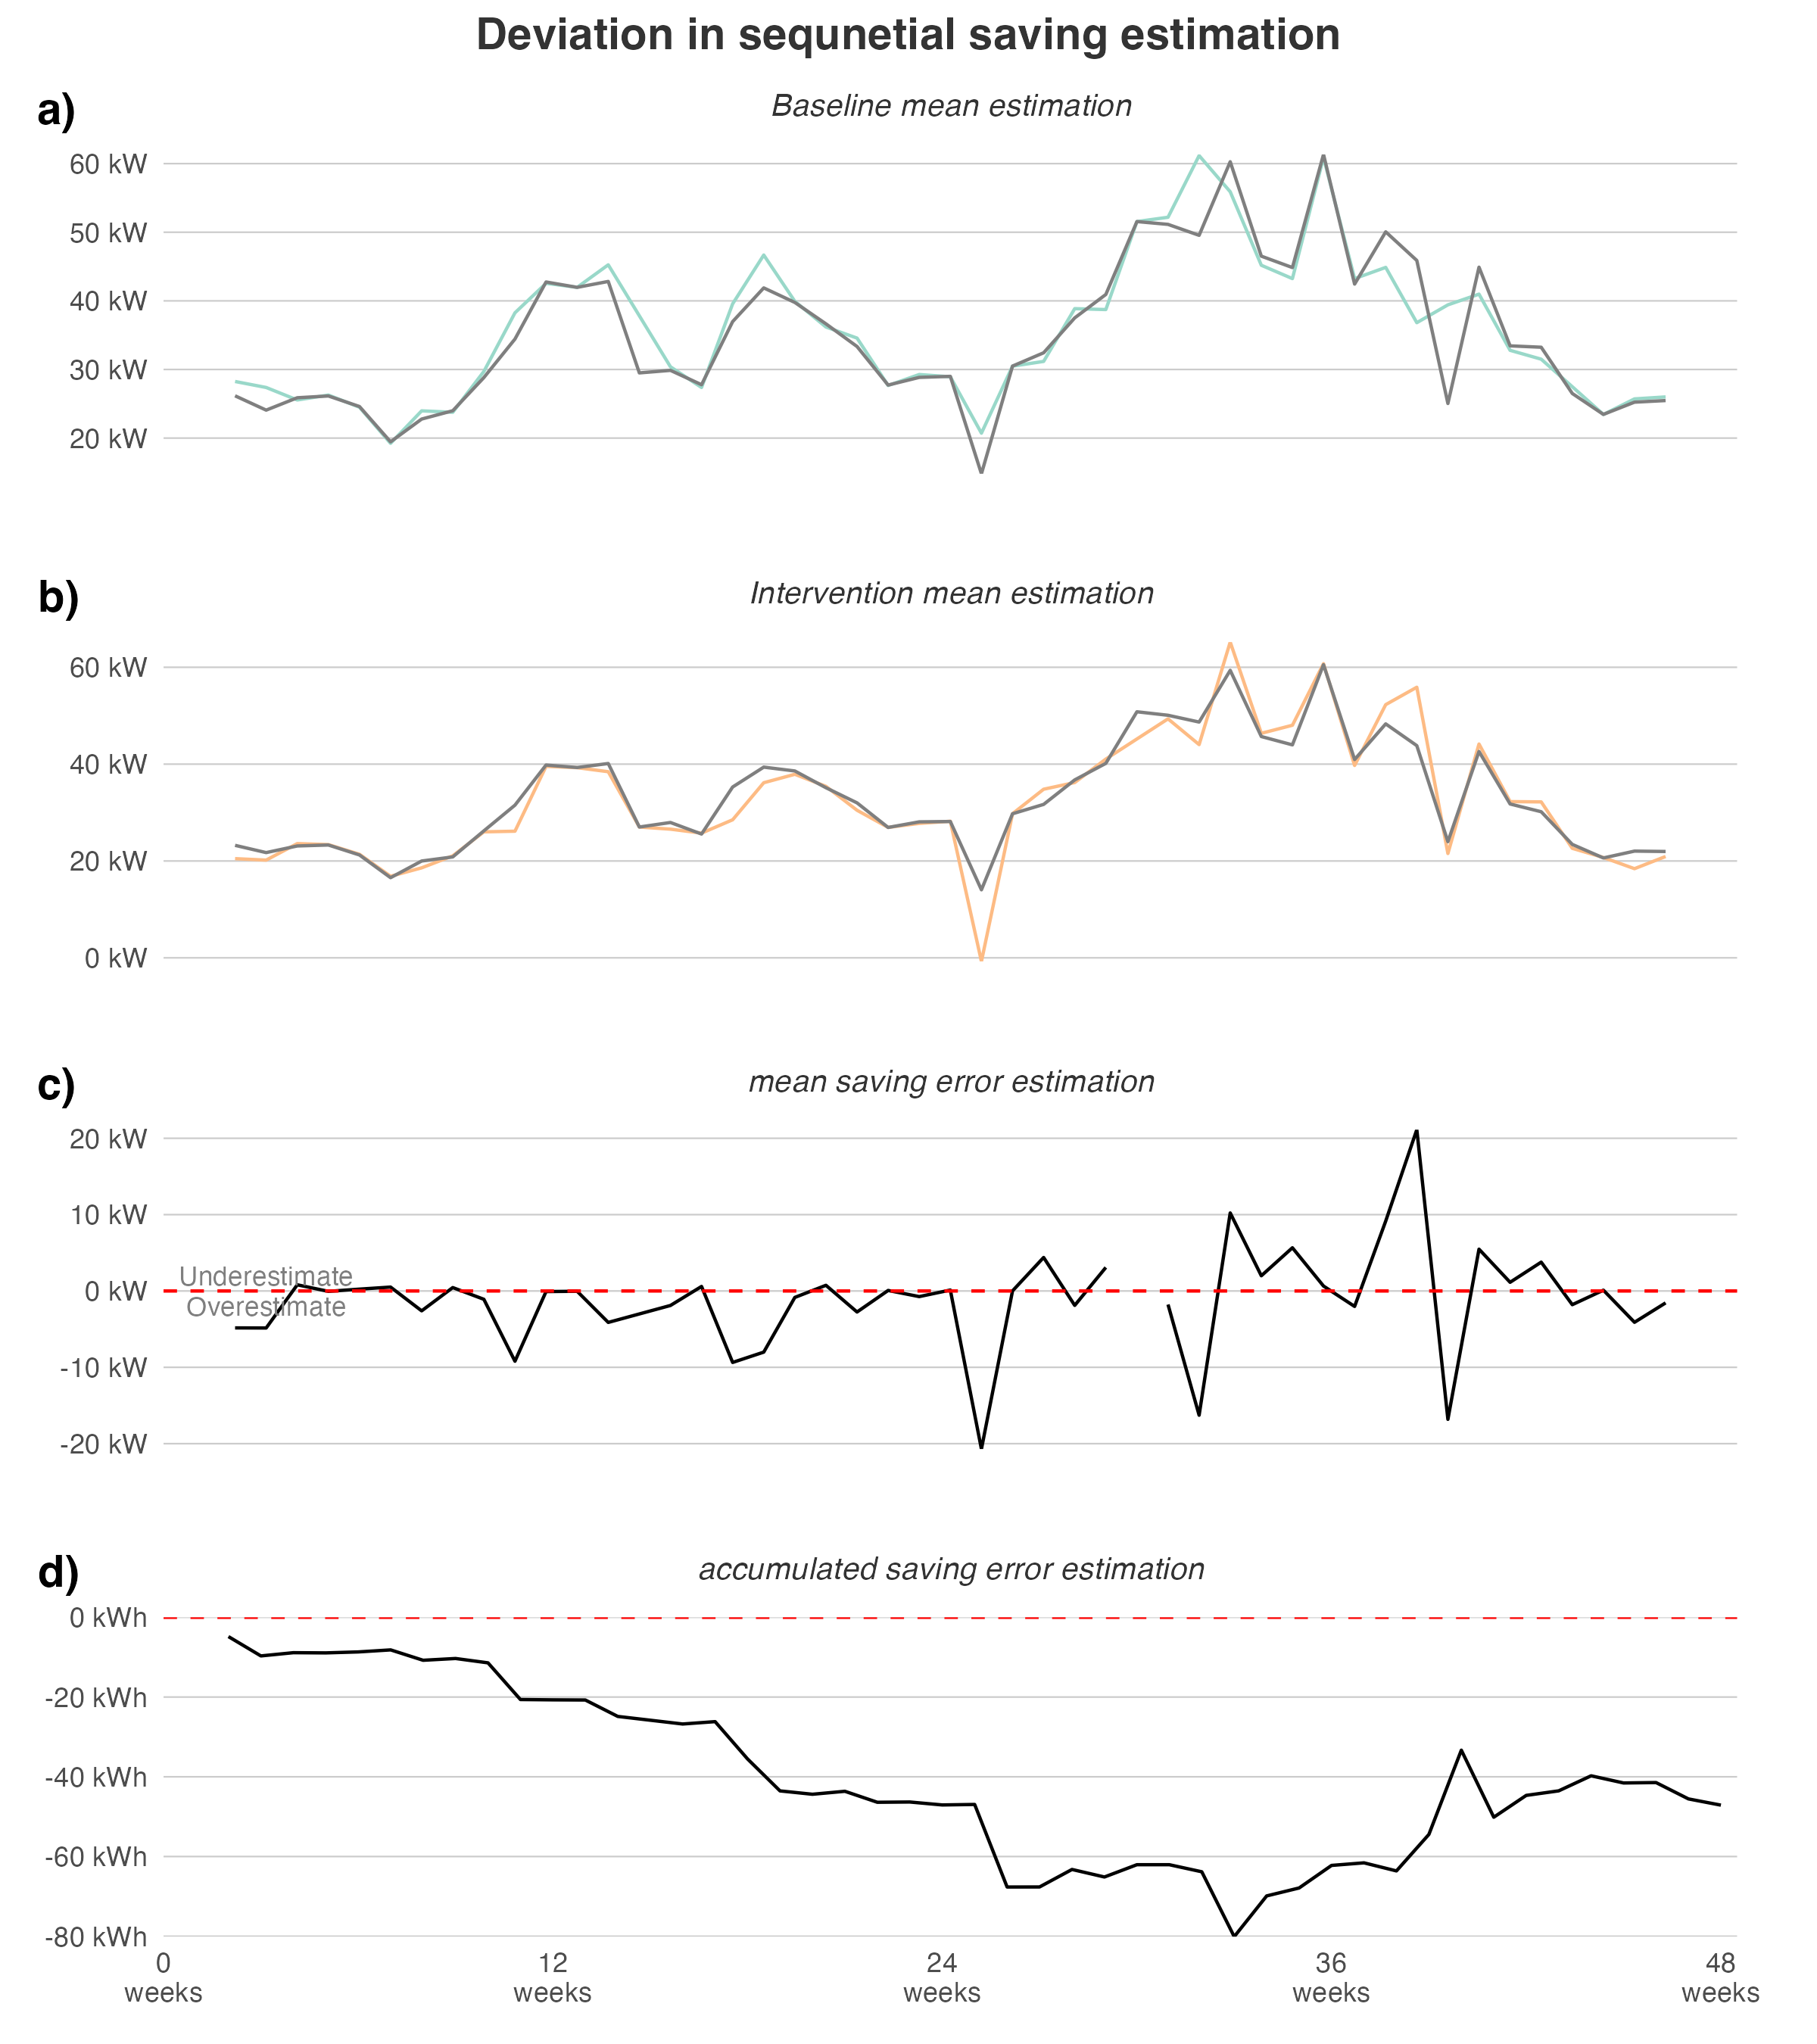 Deviation in sequnetial saving estimation
a)
Baseline mean estimation
60 kW
50 kW
40 kW
30 kW
20 kW
b)
Intervention mean estimation
60 kW
40 kW
20 kW
0 kW
c)
mean saving error estimation
20 kW
10 kW
Underestimate
0 kW
Overestimate
-10 kW
-20 kW
d)
accumulated saving error estimation
0 kWh
-20 kWh
-40 kWh
-60 kWh
-80 kWh
0 12 24 36 48
weeks weeks weeks weeks weeks